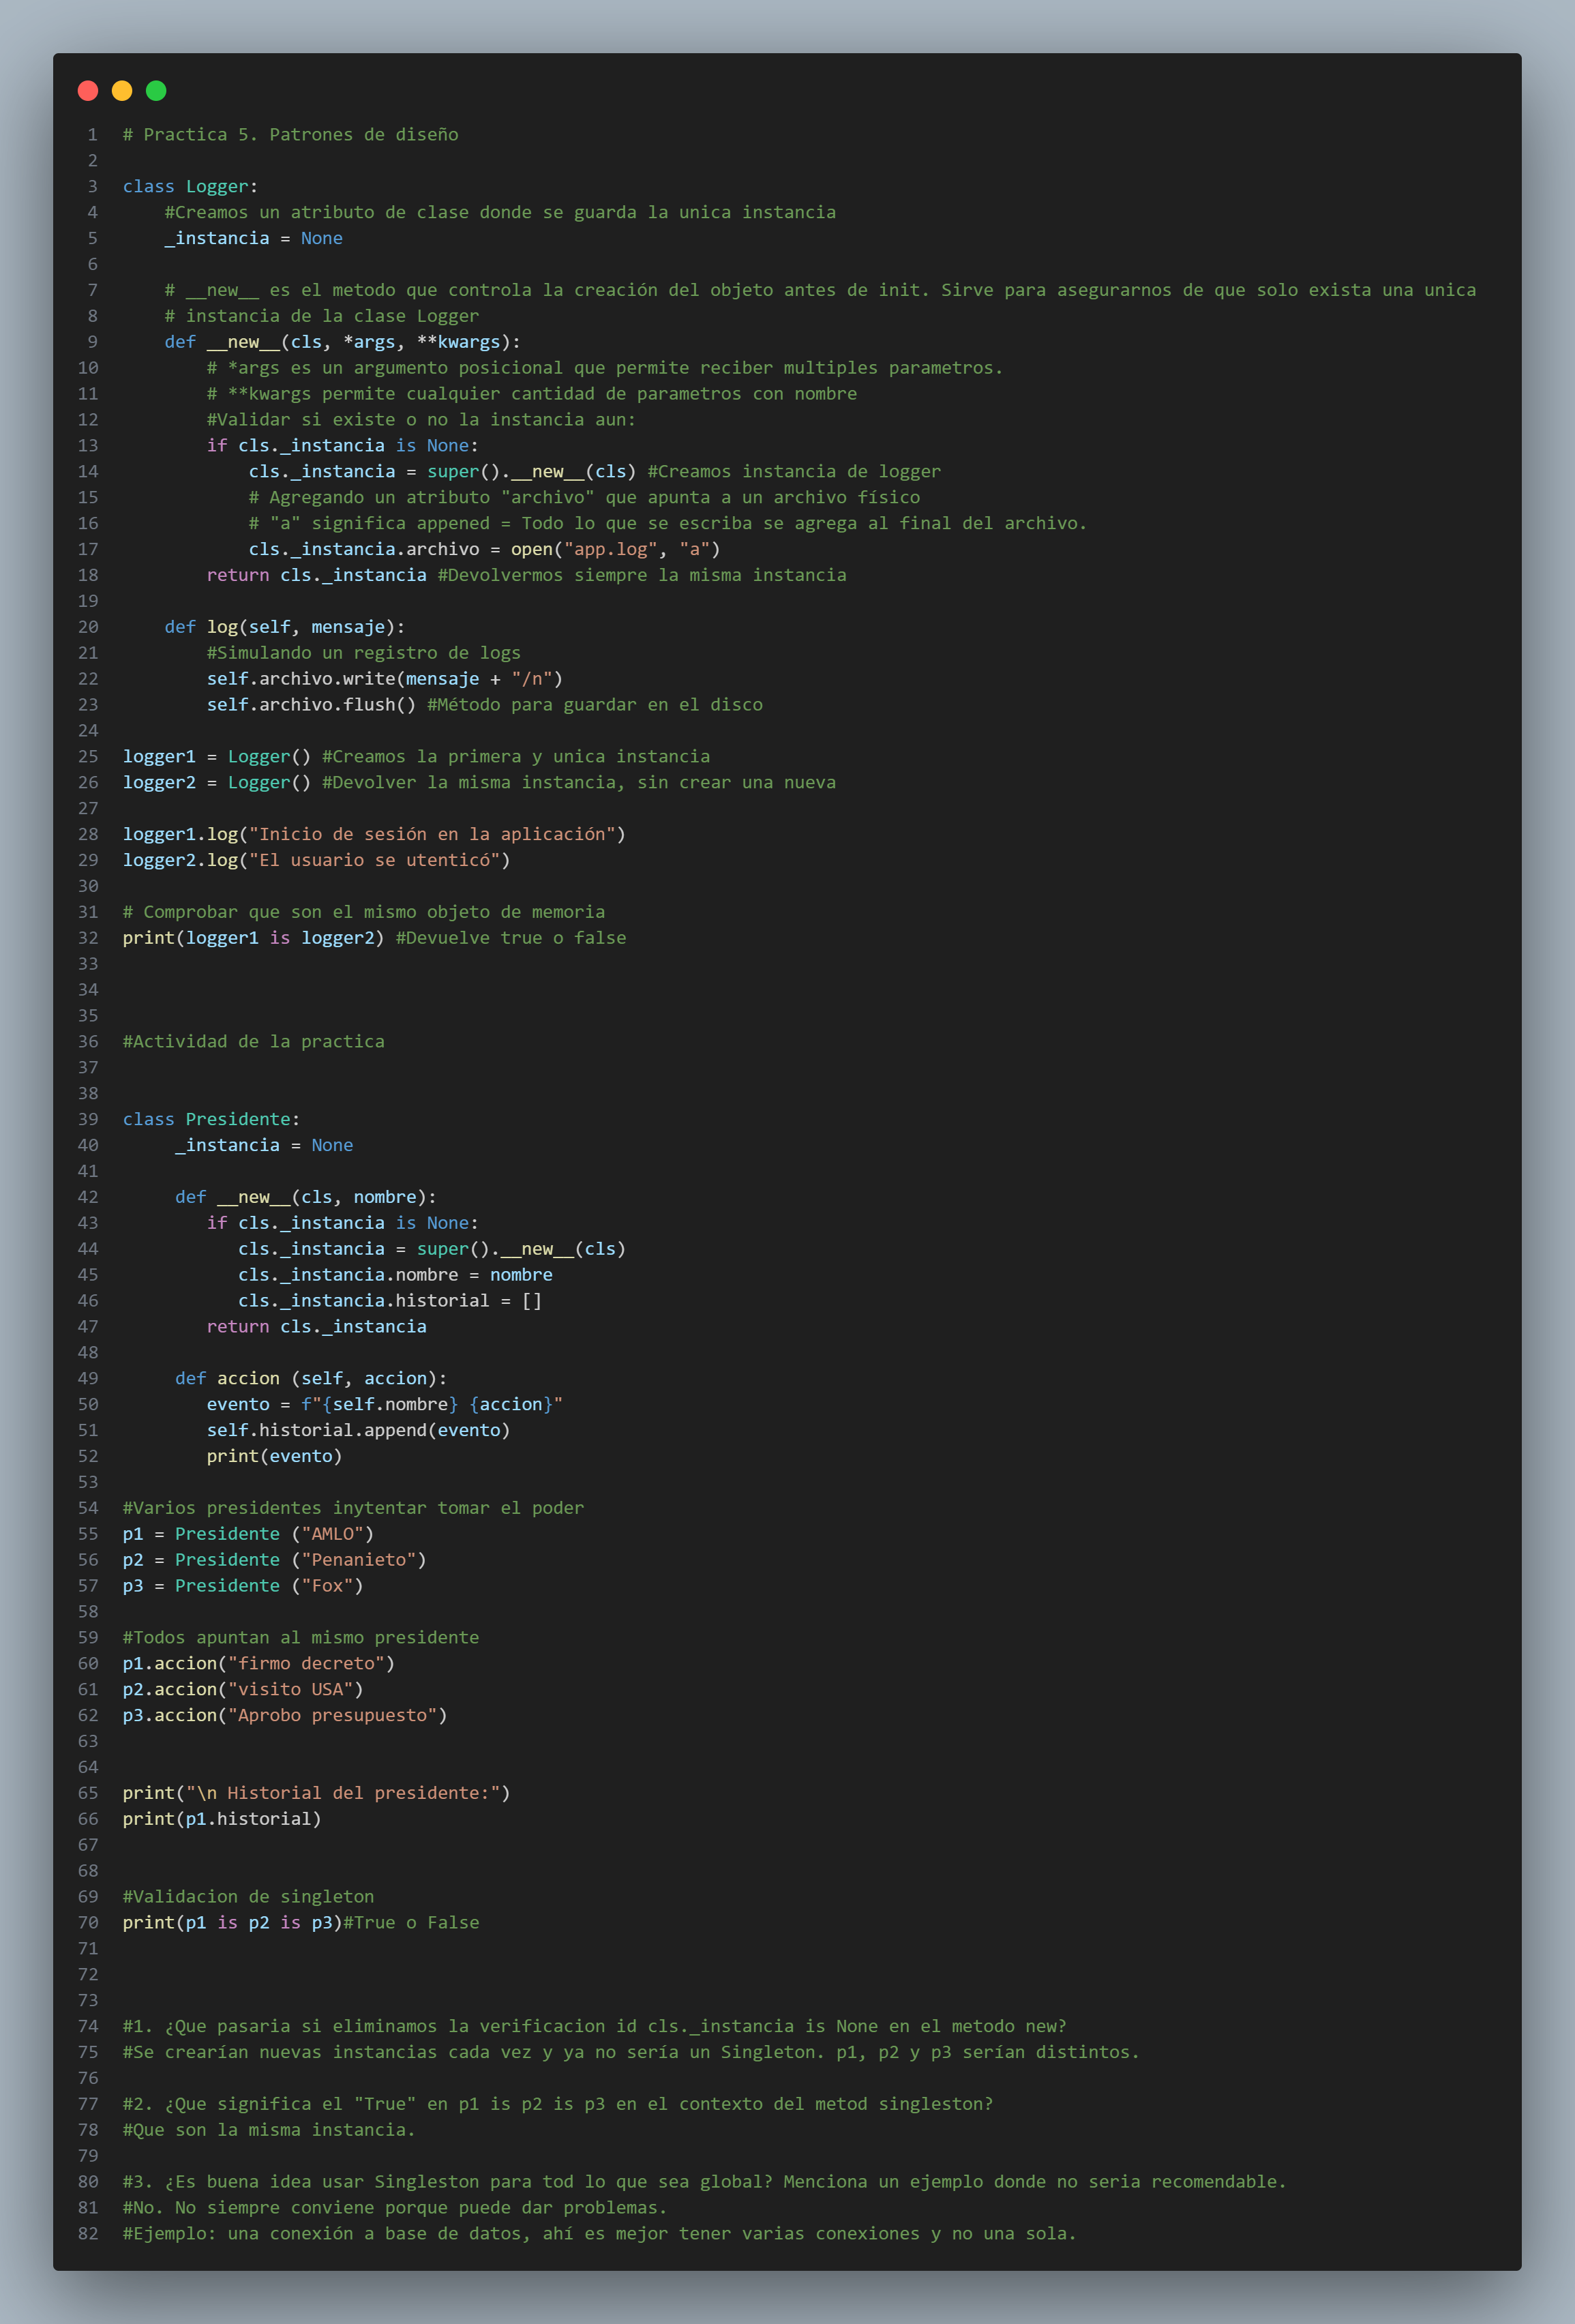 1 # Practica 5. Patrones de diseño
2
3 class Logger:
4     #Creamos un atributo de clase donde se guarda la unica instancia
5     _instancia = None
6
7     # __new__ es el metodo que controla la creación del objeto antes de init. Sirve para asegurarnos de que solo exista una unica
8     # instancia de la clase Logger
9     def __new__(cls, *args, **kwargs):
10         # *args es un argumento posicional que permite reciber multiples parametros.
11         # **kwargs permite cualquier cantidad de parametros con nombre
12         #Validar si existe o no la instancia aun:
13         if cls._instancia is None:
14             cls._instancia = super().__new__(cls) #Creamos instancia de logger
15             # Agregando un atributo "archivo" que apunta a un archivo físico
16             # "a" significa appened = Todo lo que se escriba se agrega al final del archivo.
17             cls._instancia.archivo = open("app.log", "a")
18         return cls._instancia #Devolvermos siempre la misma instancia
19
20     def log(self, mensaje):
21         #Simulando un registro de logs
22         self.archivo.write(mensaje + "/n")
23         self.archivo.flush() #Método para guardar en el disco
24
25 logger1 = Logger() #Creamos la primera y unica instancia
26 logger2 = Logger() #Devolver la misma instancia, sin crear una nueva
27
28 logger1.log("Inicio de sesión en la aplicación")
29 logger2.log("El usuario se utenticó")
30
31 # Comprobar que son el mismo objeto de memoria
32 print(logger1 is logger2) #Devuelve true o false
33
34
35
36 #Actividad de la practica
37
38
39 class Presidente:
40      _instancia = None
41
42      def __new__(cls, nombre):
43         if cls._instancia is None:
44            cls._instancia = super().__new__(cls)
45            cls._instancia.nombre = nombre
46            cls._instancia.historial = []
47         return cls._instancia
48
49      def accion (self, accion):
50         evento = f"{self.nombre} {accion}"
51         self.historial.append(evento)
52         print(evento)
53
54 #Varios presidentes inytentar tomar el poder
55 p1 = Presidente ("AMLO")
56 p2 = Presidente ("Penanieto")
57 p3 = Presidente ("Fox")
58
59 #Todos apuntan al mismo presidente
60 p1.accion("firmo decreto")
61 p2.accion("visito USA")
62 p3.accion("Aprobo presupuesto")
63
64
65 print("\n Historial del presidente:")
66 print(p1.historial)
67
68
69 #Validacion de singleton
70 print(p1 is p2 is p3)#True o False
71
72
73
74 #1. ¿Que pasaria si eliminamos la verificacion id cls._instancia is None en el metodo new?
75 #Se crearían nuevas instancias cada vez y ya no sería un Singleton. p1, p2 y p3 serían distintos.
76
77 #2. ¿Que significa el "True" en p1 is p2 is p3 en el contexto del metod singleston?
78 #Que son la misma instancia.
79
80 #3. ¿Es buena idea usar Singleston para tod lo que sea global? Menciona un ejemplo donde no seria recomendable.
81 #No. No siempre conviene porque puede dar problemas.
82 #Ejemplo: una conexión a base de datos, ahí es mejor tener varias conexiones y no una sola.